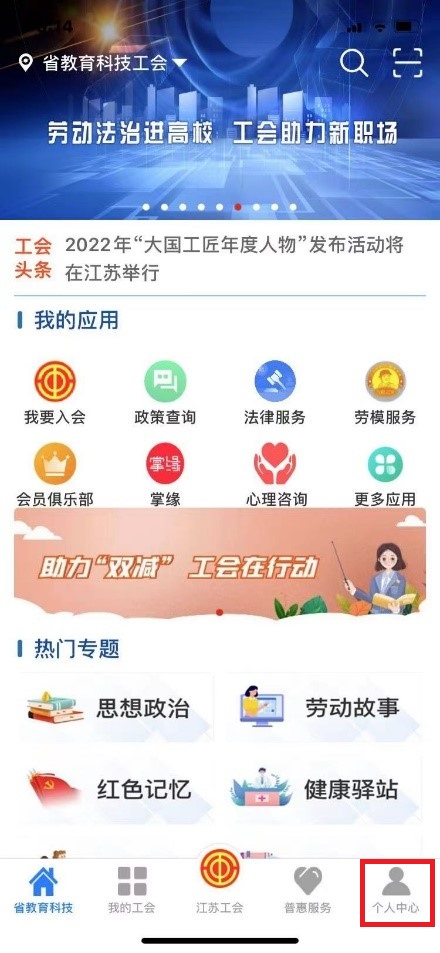 省教育科技工会
劳动法治进高校 工会助力新职场
工会
头条
2022年“大国工匠年度人物”发布活动将
在江苏举行
我的应用
我要入会 政策查询 法律服务 劳模服务
掌缘
会员俱乐部 掌缘 心理咨询 更多应用
助力“双减” 工会在行动
热门专题
思想政治 劳动故事
红色记忆 健康驿站
省教育科技 我的工会 江苏工会 普惠服务 个人中心